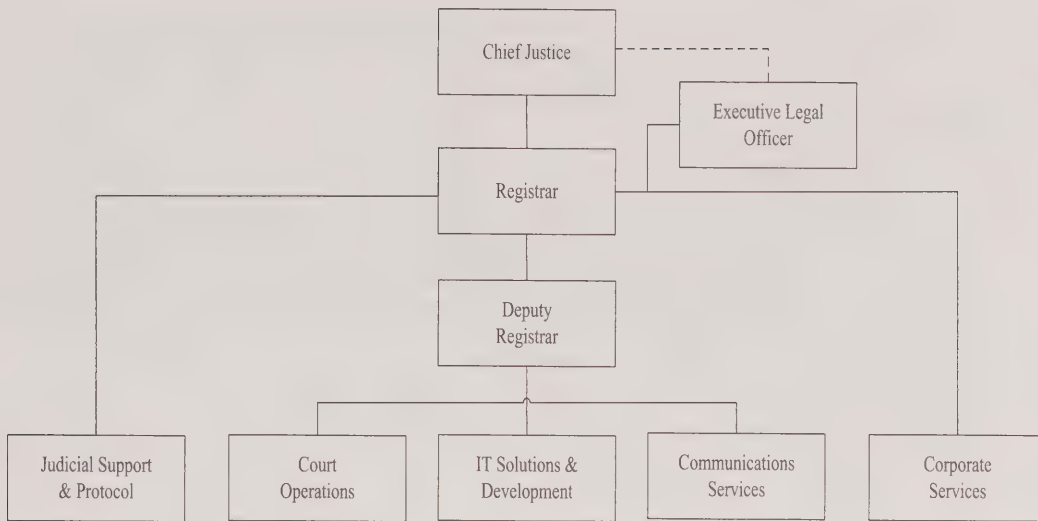 Chief Justice
Executive Legal
Officer
Registrar
Deputy
Registrar
Judicial Support
& Protocol
Court
Operations
IT Solutions &
Development
Communications
Services
Corporate
Services